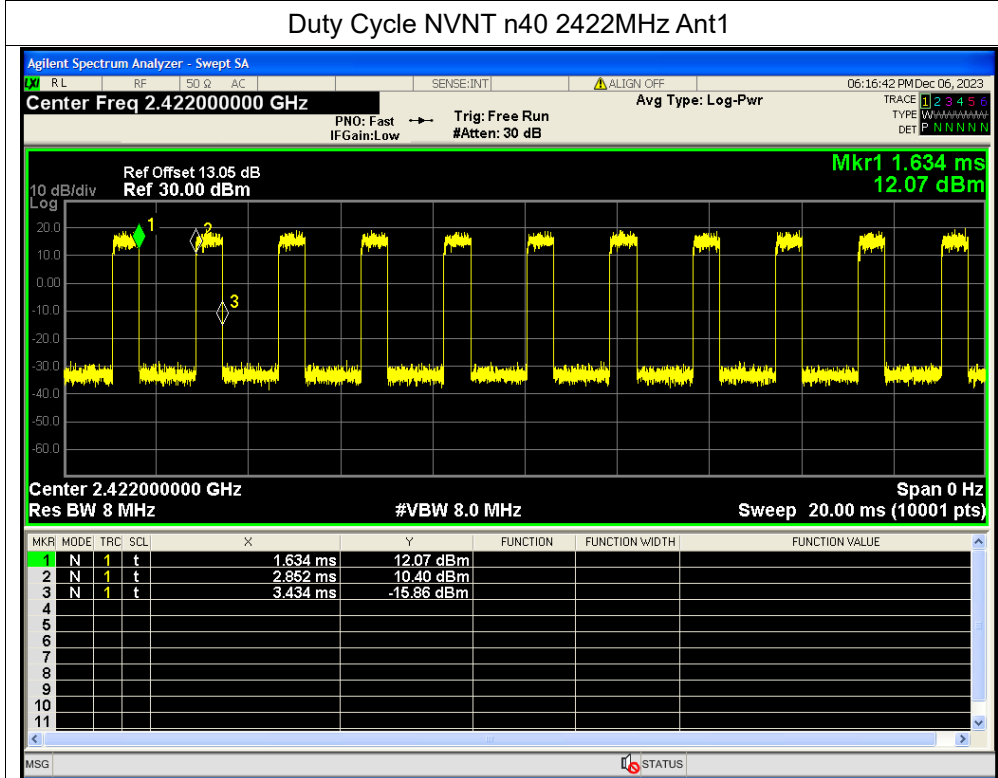 Duty Cycle NVNT n40 2422MHz Ant1
Agilent Spectrum Analyzer - Swept SA
LXI RL RF 50 Ω AC SENSE:INT ALIGN OFF 06:16:42 PM Dec 06, 2023
Center Freq 2.422000000 GHz Avg Type: Log-Pwr TRACE 1 2 3 4 5 6
PNO: Fast Trig: Free Run TYPE W
IFGain:Low #Atten: 30 dB DET P N N N N N
Mkr1 1.634 ms
Ref Offset 13.05 dB 12.07 dBm
10 dB/div Ref 30.00 dBm
Log
20.0
1
2
10.0
0.00
3
-10.0
-20.0
-30.0
-40.0
-50.0
-60.0
Center 2.422000000 GHz Span 0 Hz
Res BW 8 MHz #VBW 8.0 MHz Sweep 20.00 ms (10001 pts)
MKR MODE TRC SCL X Y FUNCTION FUNCTION WIDTH FUNCTION VALUE
1 N 1 t 1.634 ms 12.07 dBm
2 N 1 t 2.852 ms 10.40 dBm
3 N 1 t 3.434 ms -15.86 dBm
4
5
6
7
8
9
10
11
MSG STATUS